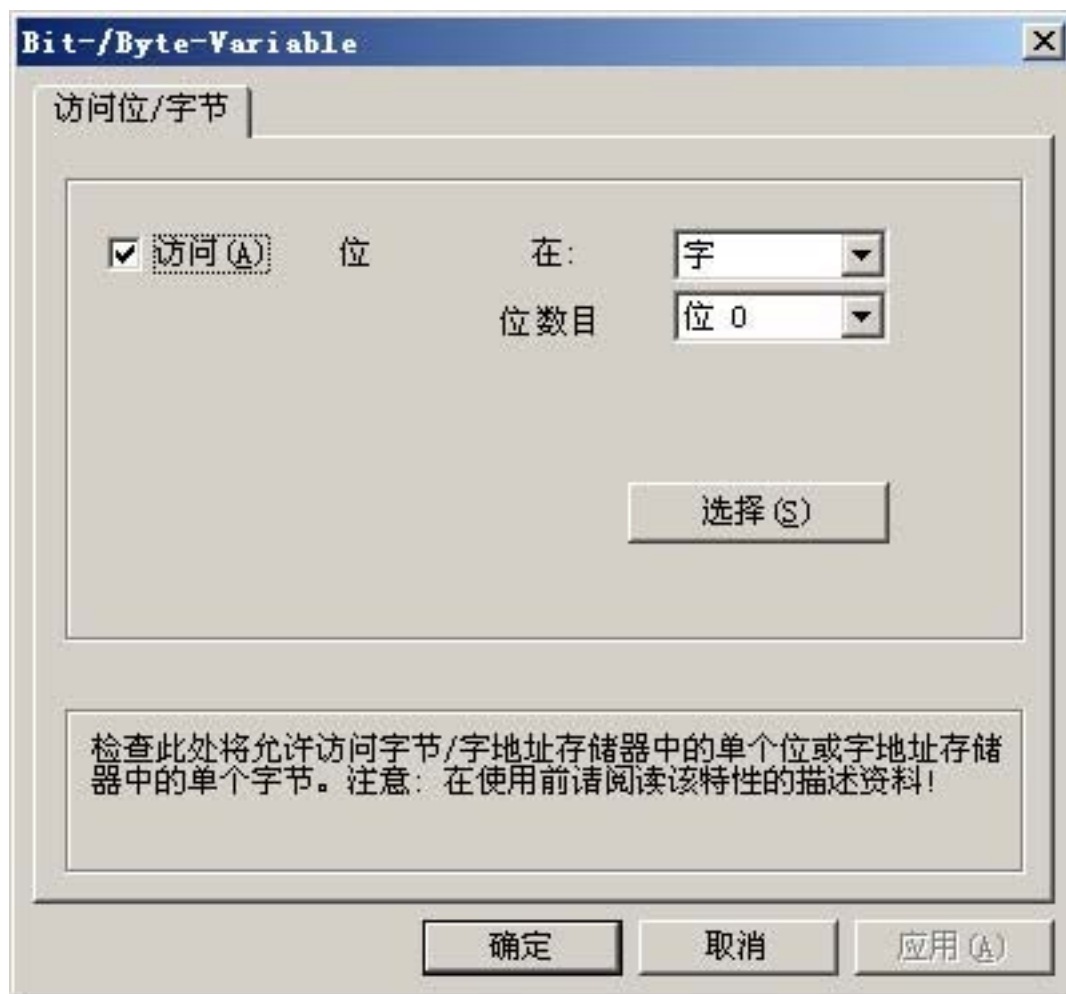 Bit-/Byte-Variable
访问位/字节
访问(A) 位 在: 字
位数目 位 0
选择(S)
检查此处将允许访问字节/字地址存储器中的单个位或字地址存储
器中的单个字节。注意: 在使用前请阅读该特性的描述资料!
确定 取消 应用(A)